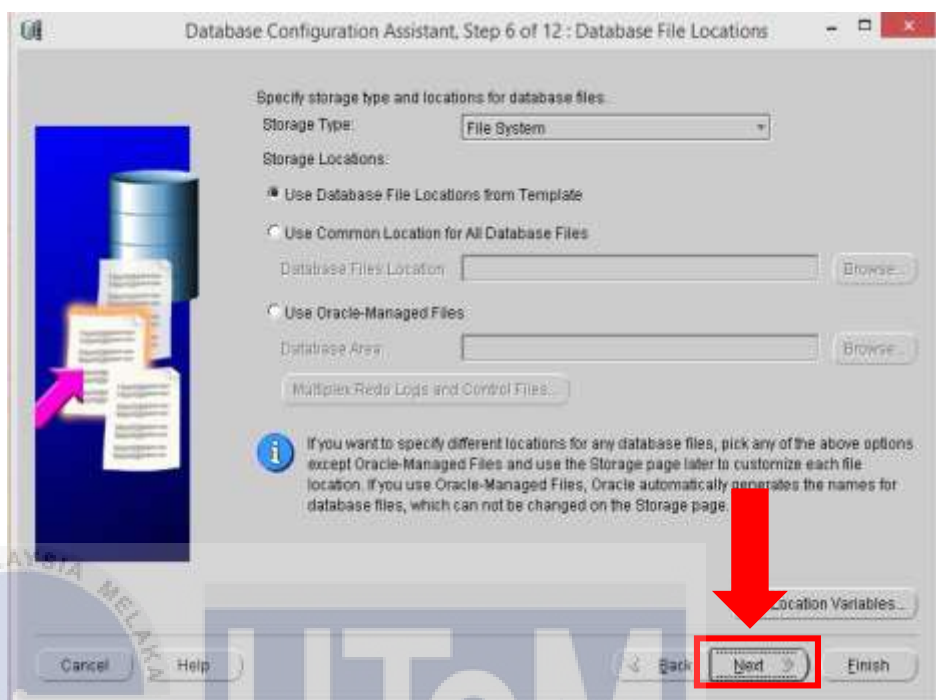 Database Configuration Assistant, Step 6 of 12 : Database File Locations
Specify storage type and locations for database files.
Storage Type: File System
Storage Locations:
Use Database File Locations from Template
Use Common Location for All Database Files
Database Files Location Browse...
Use Oracle-Managed Files
Database Area Browse...
Multiplex Redo Logs and Control Files...
If you want to specify different locations for any database files, pick any of the above options
except Oracle-Managed Files and use the Storage page later to customize each file
location. If you use Oracle-Managed Files, Oracle automatically generates the names for
database files, which can not be changed on the Storage page.
AYSIA MELAKA
Location Variables...
UTeM
Cancel Help Back Next Finish